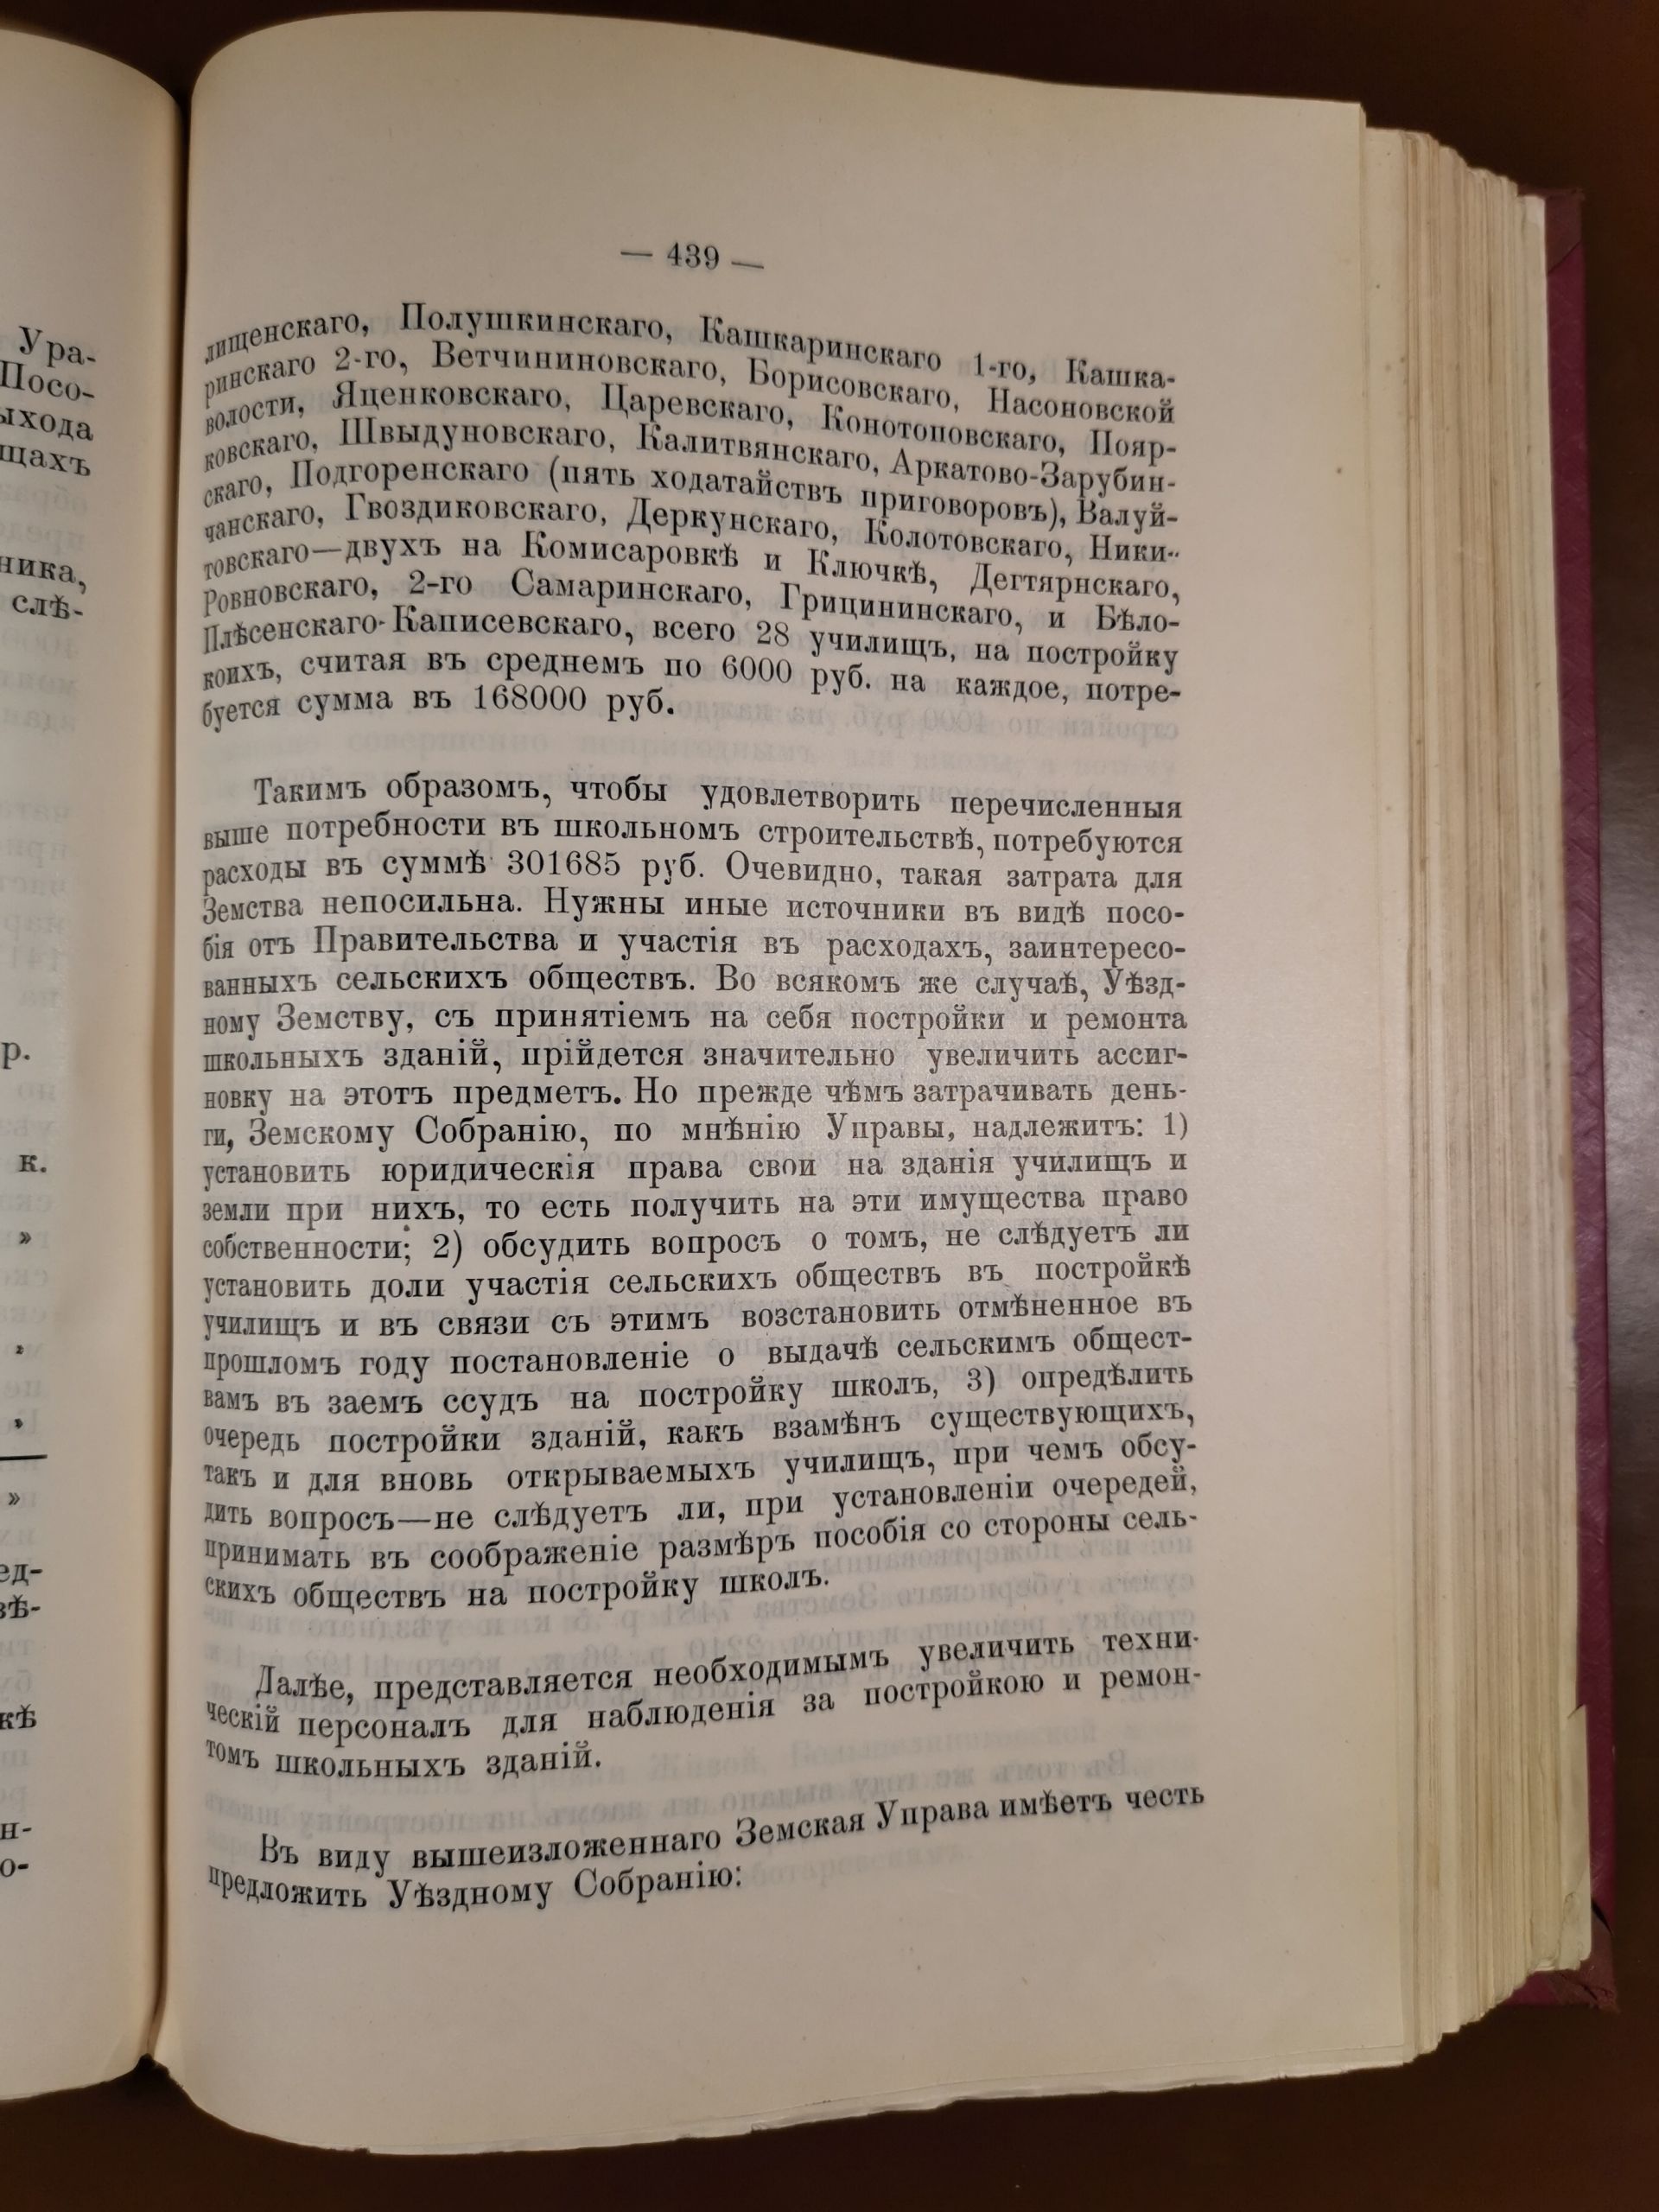 — 439 —
лищенскаго, Полушкинскаго, Кашкаринскаго 1-го, Кашка-
ринскаго 2-го, Ветчининовскаго, Борисовскаго, Насоновской
волости, Яценковскаго, Царевскаго, Конотоповскаго, Пояр-
ковскаго, Швыдуновскаго, Калитвянскаго, Аркатово-Зарубин-
скаго, Подгоренскаго (пять ходатайствъ приговоровъ), Валуй-
чанскаго, Гвоздиковскаго, Деркунскаго, Колотовскаго, Ники-
товскаго—двухъ на Комисаровкѣ и Ключкѣ, Дегтярнскаго,
Ровновскаго, 2-го Самаринскаго, Грицининскаго, и Бѣло-
Плѣсенскаго-Каписевскаго, всего 28 училищъ, на постройку
коихъ, считая въ среднемъ по 6000 руб. на каждое, потре-
буется сумма въ 168000 руб.
Такимъ образомъ, чтобы удовлетворить перечисленныя
выше потребности въ школьномъ строительствѣ, потребуются
расходы въ суммѣ 301685 руб. Очевидно, такая затрата для
Земства непосильна. Нужны иные источники въ видѣ посо-
бія отъ Правительства и участія въ расходахъ, заинтересо-
ванныхъ сельскихъ обществъ. Во всякомъ же случаѣ, Уѣзд-
ному Земству, съ принятіемъ на себя постройки и ремонта
школьныхъ зданій, прійдется значительно увеличить ассиг-
новку на этотъ предметъ. Но прежде чѣмъ затрачивать день-
ги, Земскому Собранію, по мнѣнію Управы, надлежитъ: 1)
установить юридическія права свои на зданія училищъ и
земли при нихъ, то есть получить на эти имущества право
собственности; 2) обсудить вопросъ о томъ, не слѣдуетъ ли
установить доли участія сельскихъ обществъ въ постройкѣ
училищъ и въ связи съ этимъ возстановить отмѣненное въ
прошломъ году постановленіе о выдачѣ сельскимъ общест-
вамъ въ заемъ ссудъ на постройку школъ, 3) опредѣлить
очередь постройки зданій, какъ взамѣнъ существующихъ,
такъ и для вновь открываемыхъ училищъ, при чемъ обсу-
дить вопросъ—не слѣдуетъ ли, при установленіи очередей,
принимать въ соображеніе размѣръ пособія со стороны сель-
скихъ обществъ на постройку школъ.
Далѣе, представляется необходимымъ увеличить техни-
ческій персоналъ для наблюденія за постройкою и ремон-
томъ школьныхъ зданій.
Въ виду вышеизложеннаго Земская Управа имѣетъ честь
предложить Уѣздному Собранію: